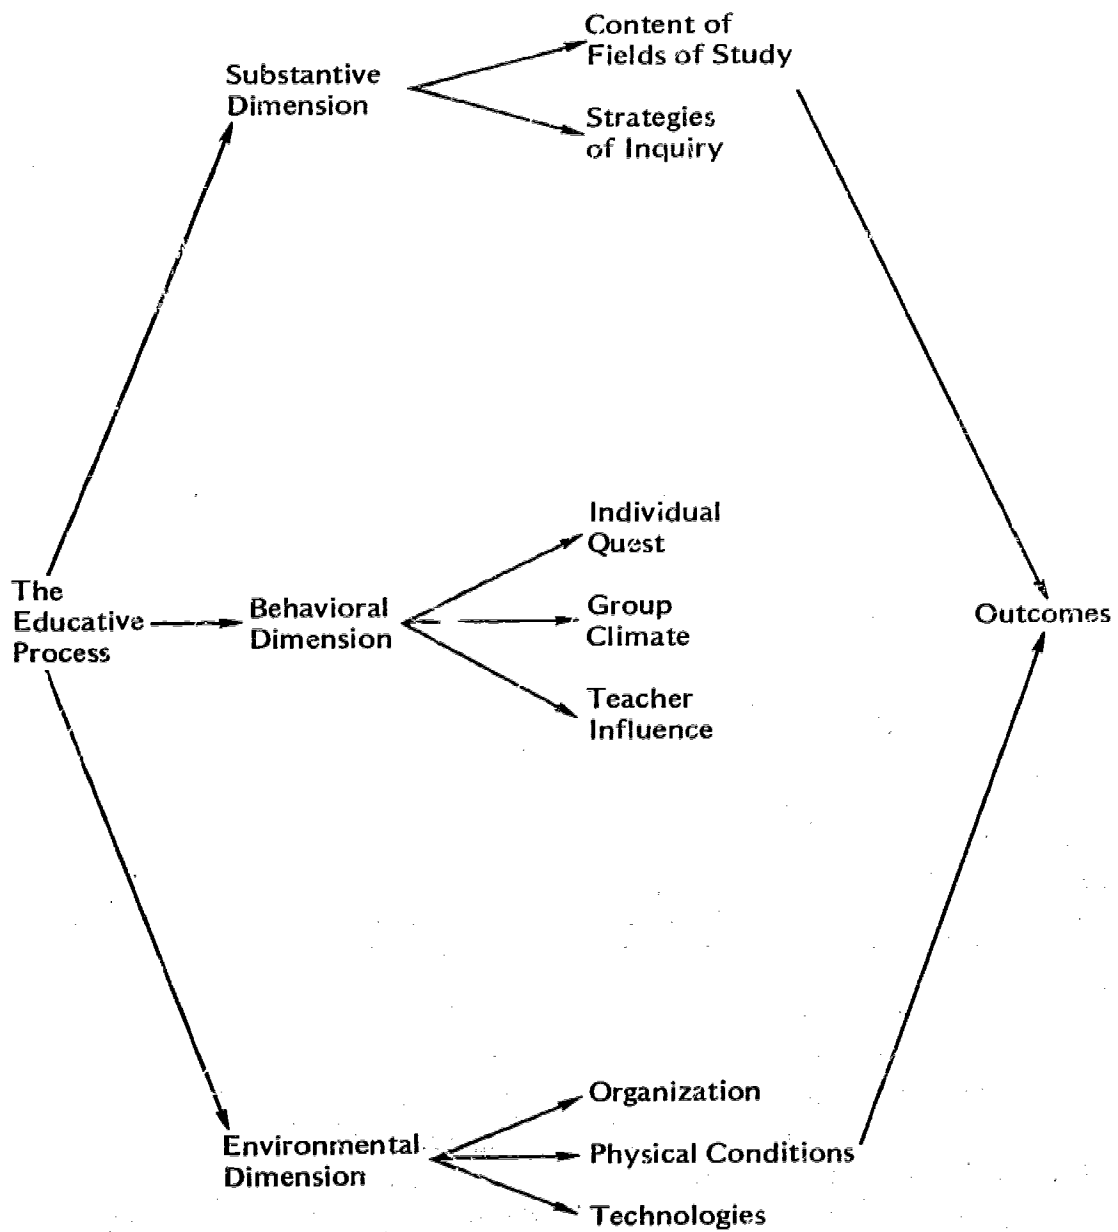 Content of
Fields of Study
Substantive
Dimension
Strategies
of Inquiry
Individual
Quest
The
Educative
Process
Behavioral
Dimension
Group
Climate
Outcomes
Teacher
Influence
Organization
Environmental
Dimension
Physical Conditions
Technologies